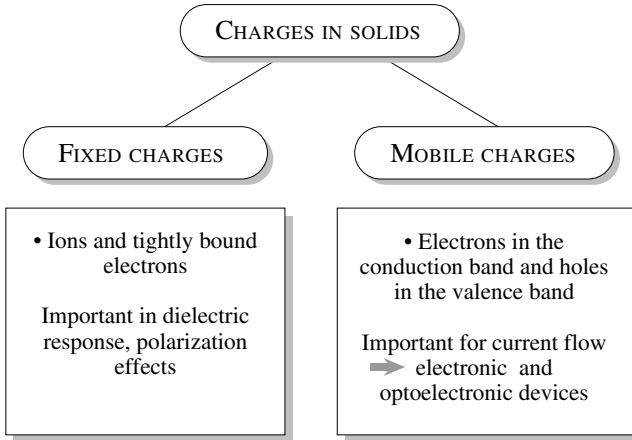 CHARGES IN SOLIDS
FIXED CHARGES
• Ions and tightly bound
electrons
Important in dielectric
response, polarization
effects
MOBILE CHARGES
• Electrons in the
conduction band and holes
in the valence band
Important for current flow
electronic and
optoelectronic devices